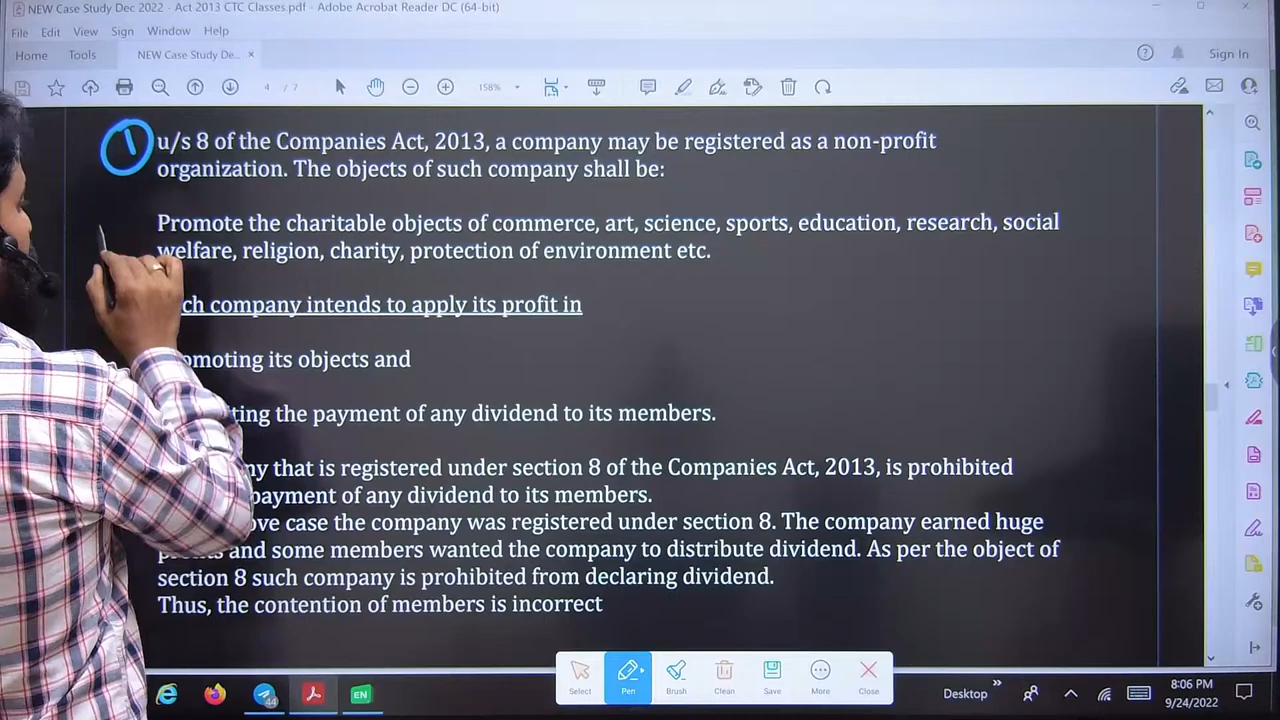 NEW Case Study Dec 2022 - Act 2013 CTC Classes.pdf - Adobe Acrobat Reader DC (64-bit)
File Edit View Sign Window Help
Home Tools NEW Case Study De... × Sign In
4 / 7 158%
1
u/s 8 of the Companies Act, 2013, a company may be registered as a non-profit
organization. The objects of such company shall be:
Promote the charitable objects of commerce, art, science, sports, education, research, social
welfare, religion, charity, protection of environment etc.
company intends to apply its profit in
its objects and
the payment of any dividend to its members.
that is registered under section 8 of the Companies Act, 2013, is prohibited
payment of any dividend to its members.
case the company was registered under section 8. The company earned huge
and some members wanted the company to distribute dividend. As per the object of
section 8 such company is prohibited from declaring dividend.
Thus, the contention of members is incorrect
Select Pen Brush Clean Save More Close
44 EN Desktop » 8:06 PM
9/24/2022